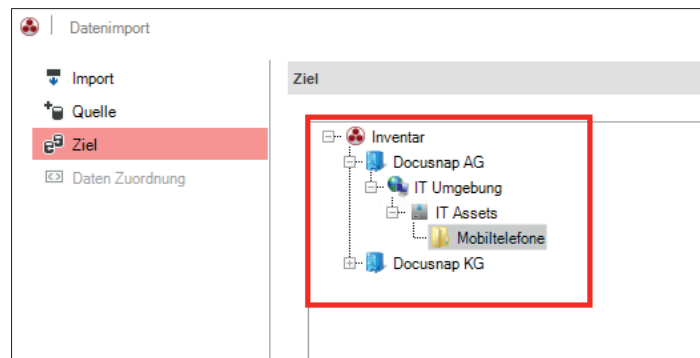 Datenimport
Import
Quelle
Ziel
Daten Zuordnung
Ziel
Inventar
Docusnap AG
IT Umgebung
IT Assets
Mobiltelefone
Docusnap KG